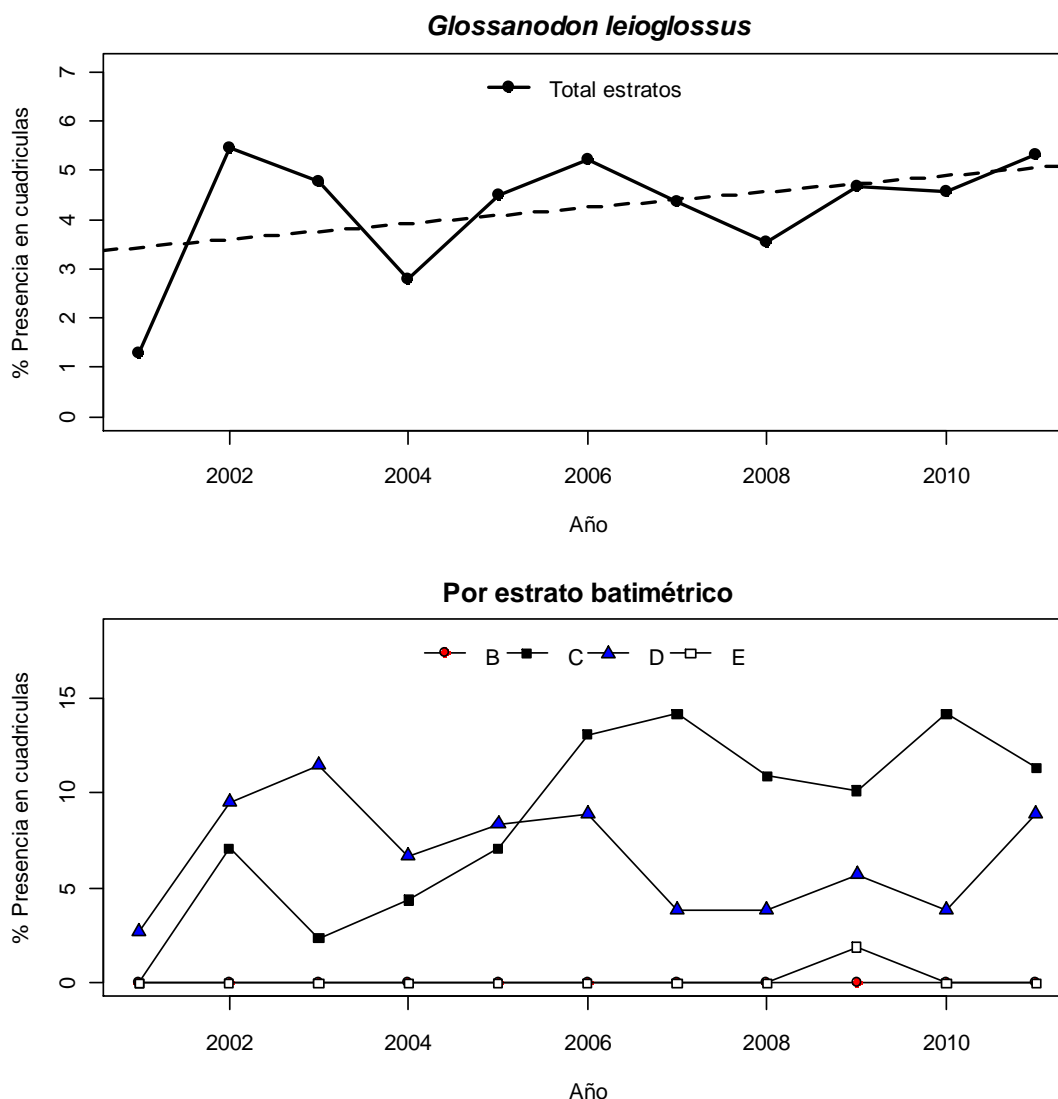 Glossanodon leioglossus
Total estratos
% Presencia en cuadriculas
7
6
5
4
3
2
1
0
2002 2004 2006 2008 2010
Año
Por estrato batimétrico
B C D E
% Presencia en cuadriculas
15
10
5
0
2002 2004 2006 2008 2010
Año